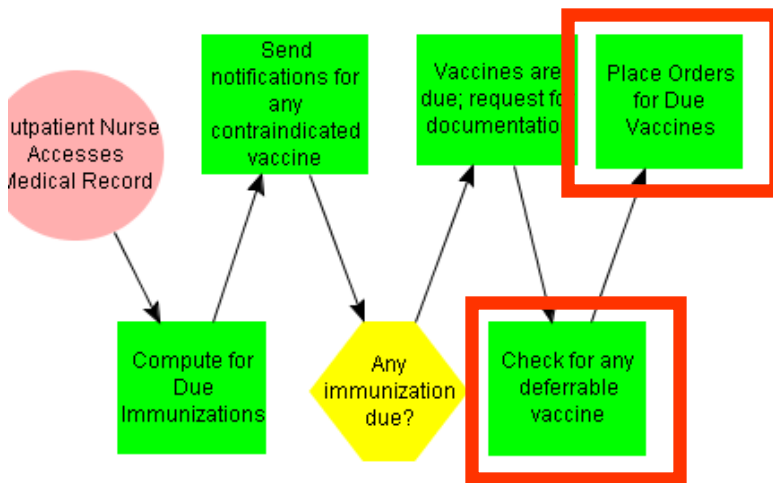 utpatient Nurse
Accesses
Medical Record
Compute for
Due
Immunizations
Send
notifications for
any
contraindicated
vaccine
Any
immunization
due?
Vaccines are
due; request for
documentation
Check for any
deferrable
vaccine
Place Orders
for Due
Vaccines